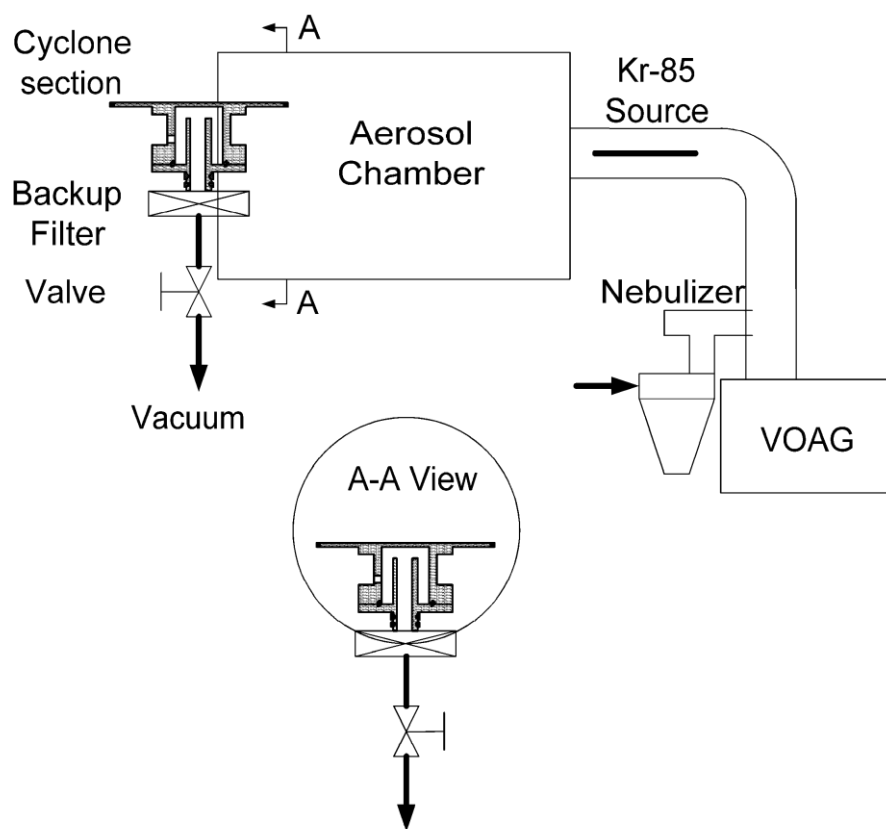 Cyclone
section
A
Kr-85
Source
Aerosol
Chamber
Backup
Filter
Valve
A
Nebulizer
Vacuum
VOAG
A-A View